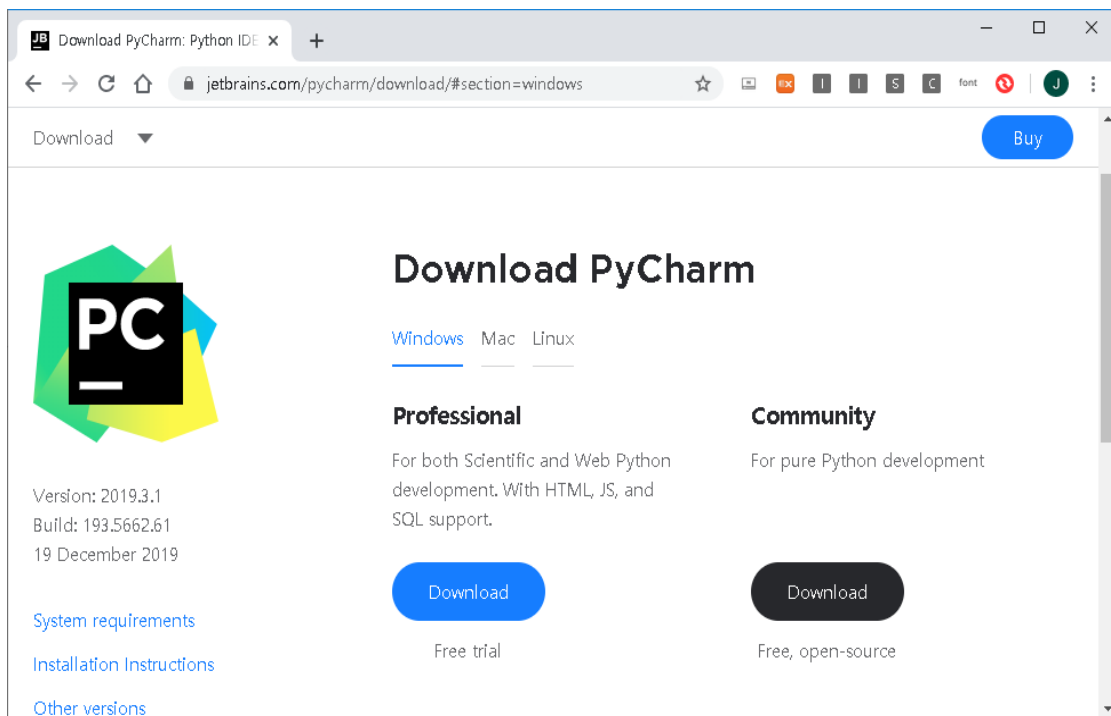 JB Download PyCharm: Python IDE
jetbrains.com/pycharm/download/#section=windows
EX I I S C font J
Download Buy
PC
Version: 2019.3.1
Build: 193.5662.61
19 December 2019
System requirements
Installation Instructions
Other versions
Download PyCharm
Windows Mac Linux
Professional
For both Scientific and Web Python
development. With HTML, JS, and
SQL support.
Download
Free trial
Community
For pure Python development
Download
Free, open-source